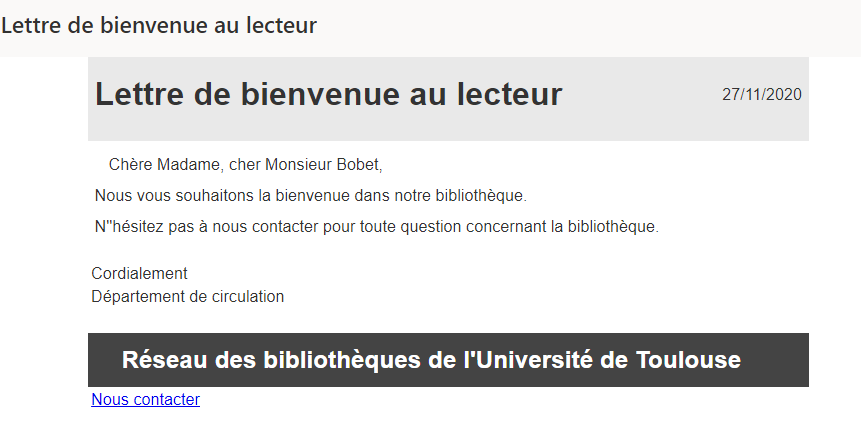 Lettre de bienvenue au lecteur
Lettre de bienvenue au lecteur 27/11/2020
Chère Madame, cher Monsieur Bobet,
Nous vous souhaitons la bienvenue dans notre bibliothèque.
N"hésitez pas à nous contacter pour toute question concernant la bibliothèque.
Cordialement
Département de circulation
Réseau des bibliothèques de l'Université de Toulouse
Nous contacter